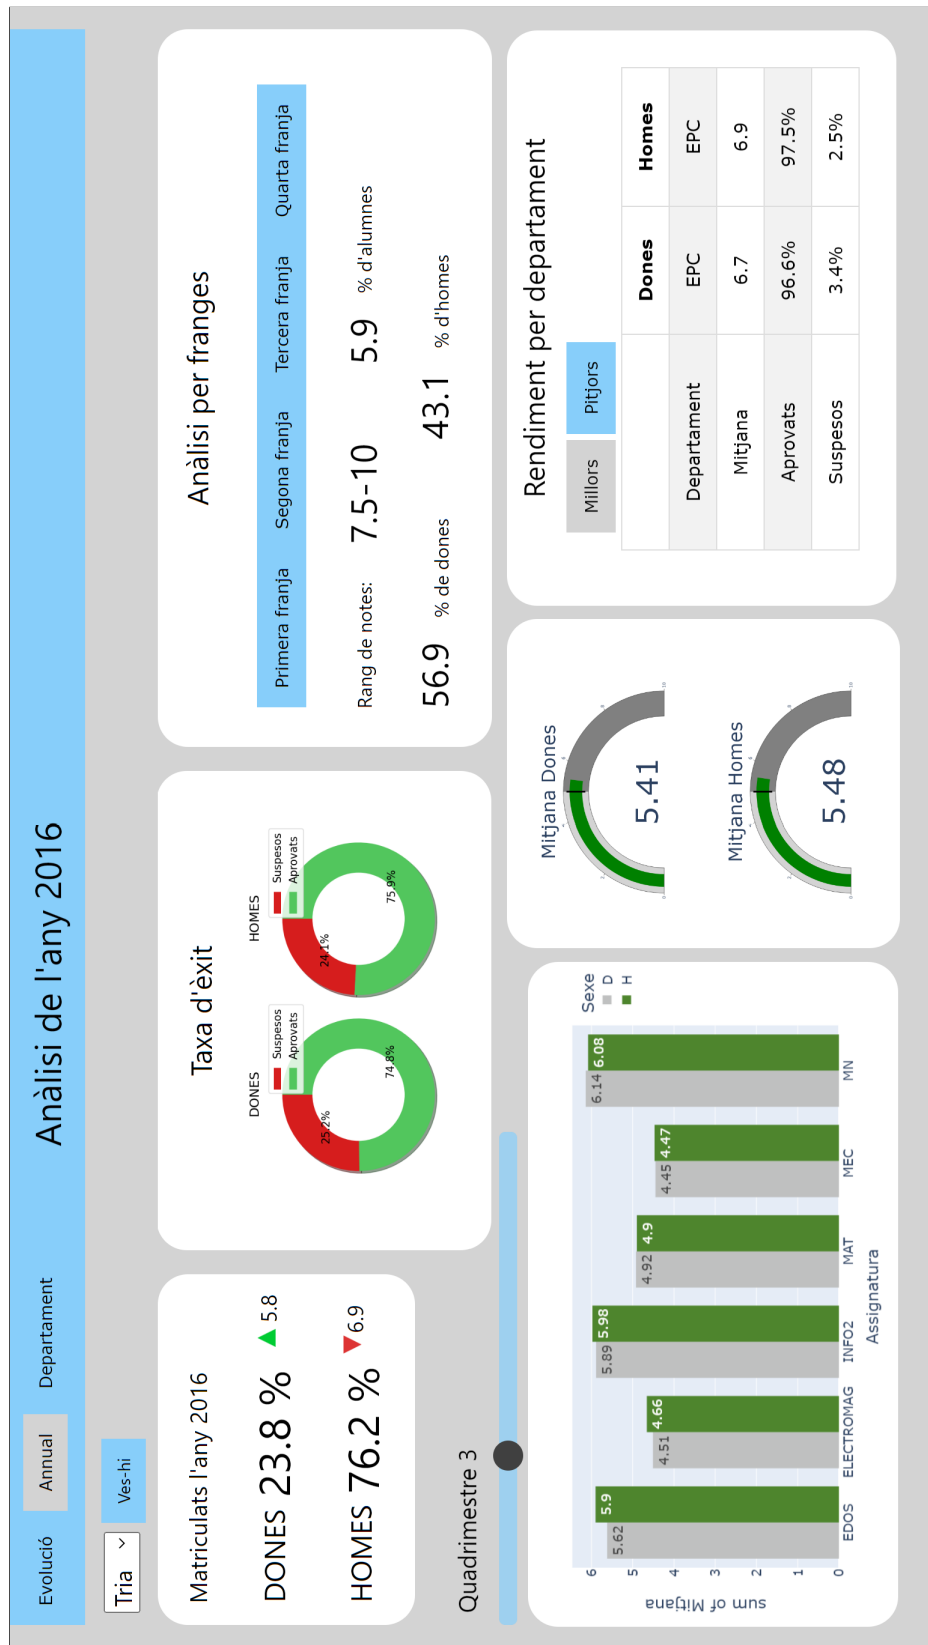 Evolució
Annual
Departament
Anàlisi de l'any 2016
Tria
Ves-hi
Matriculats l'any 2016
DONES 23.8 % ▲ 5.8
HOMES 76.2 % ▼ 6.9
Taxa d'èxit
DONES
Suspesos
Aprovats
25.2%
74.8%
HOMES
Suspesos
Aprovats
24.1%
75.9%
Anàlisi per franges
Primera franja Segona franja Tercera franja Quarta franja
Rang de notes: 7.5-10 5.9 % d'alumnes
56.9 % de dones 43.1 % d'homes
Quadrimestre 3
sum of Mitjana
6
5
4
3
2
1
0
5.62 5.9
4.51 4.66
5.89 5.98
4.92 4.9
4.45 4.47
6.14 6.08
EDOS ELECTROMAG INFO2 MAT MEC MN
Assignatura
Sexe
D
H
Mitjana Dones
5.41
Mitjana Homes
5.48
Rendiment per departament
Millors Pitjors
Dones Homes
Departament EPC EPC
Mitjana 6.7 6.9
Aprovats 96.6% 97.5%
Suspesos 3.4% 2.5%